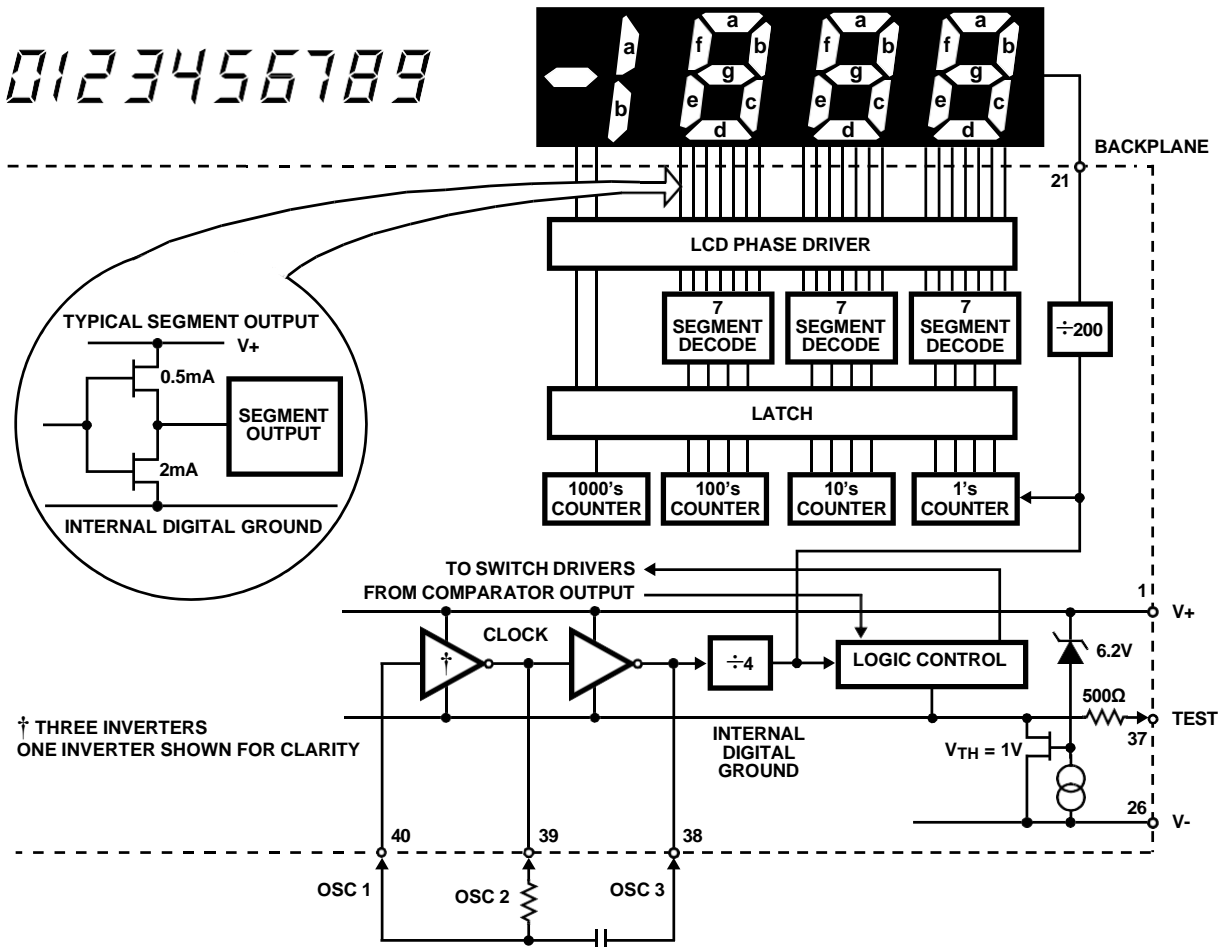 0123456789
a
b
a
f b
g
e c
d
a
f b
g
e c
d
a
f b
g
e c
d
BACKPLANE
21
LCD PHASE DRIVER
7
SEGMENT
DECODE
7
SEGMENT
DECODE
7
SEGMENT
DECODE
÷200
TYPICAL SEGMENT OUTPUT
V+
0.5mA
SEGMENT
OUTPUT
2mA
INTERNAL DIGITAL GROUND
LATCH
1000's
COUNTER
100's
COUNTER
10's
COUNTER
1's
COUNTER
TO SWITCH DRIVERS
FROM COMPARATOR OUTPUT
1
V+
CLOCK
†
÷4
LOGIC CONTROL
6.2V
500Ω
TEST
37
† THREE INVERTERS
ONE INVERTER SHOWN FOR CLARITY
INTERNAL
DIGITAL
GROUND
VTH = 1V
26
V-
40
39
38
OSC 1
OSC 2
OSC 3